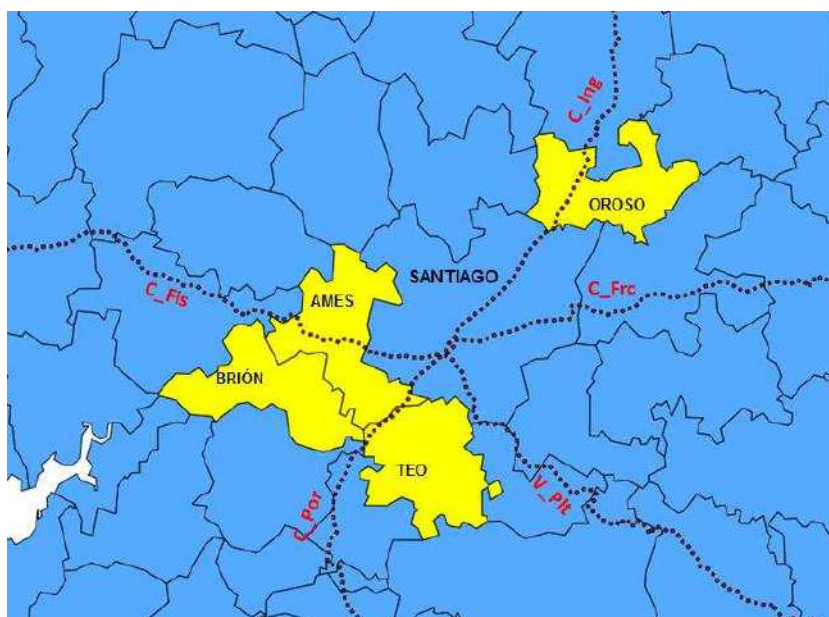 C_Ing
OROSO
SANTIAGO
C_Frc
AMES
C_Fis
BRIÓN
TEO
C_Por
V_Plt